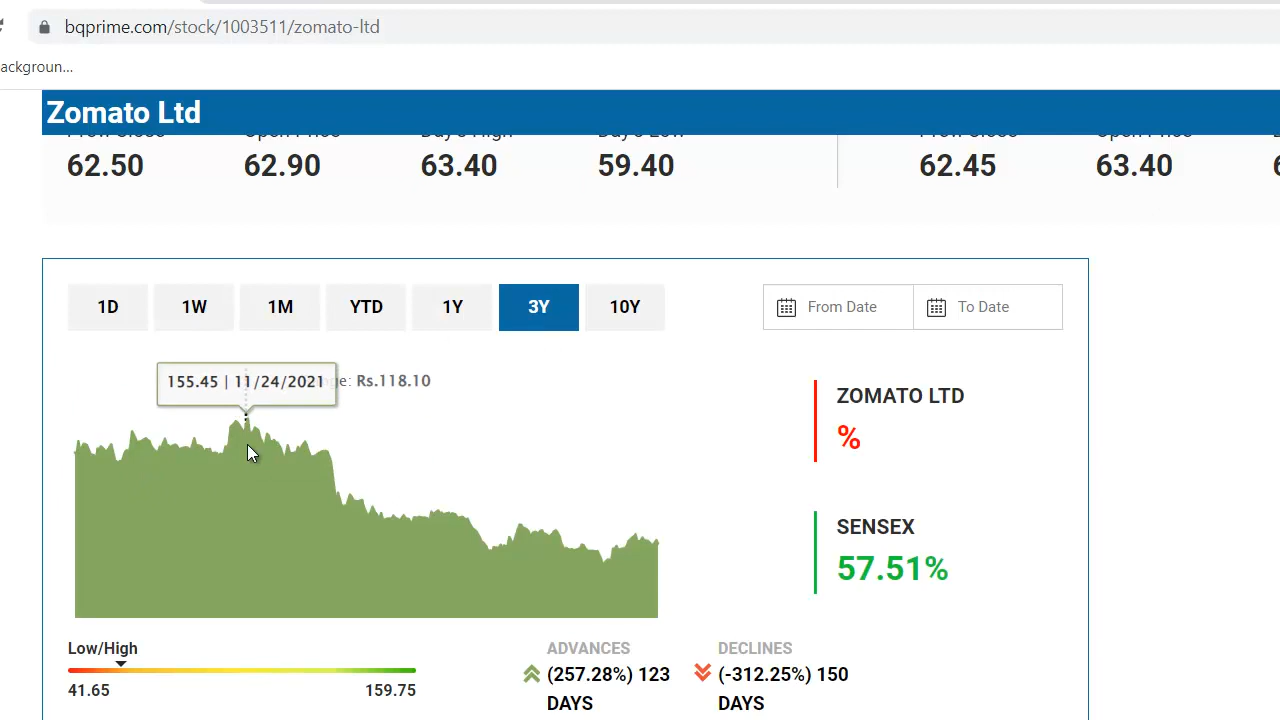 bqprime.com/stock/1003511/zomato-ltd
ackgroun...
Zomato Ltd
62.50 62.90 63.40 59.40 62.45 63.40
1D 1W 1M YTD 1Y 3Y 10Y From Date To Date
155.45 | 11/24/2021 ge: Rs.118.10
ZOMATO LTD
%
SENSEX
57.51%
Low/High
41.65 159.75
ADVANCES
(257.28%) 123
DAYS
DECLINES
(-312.25%) 150
DAYS